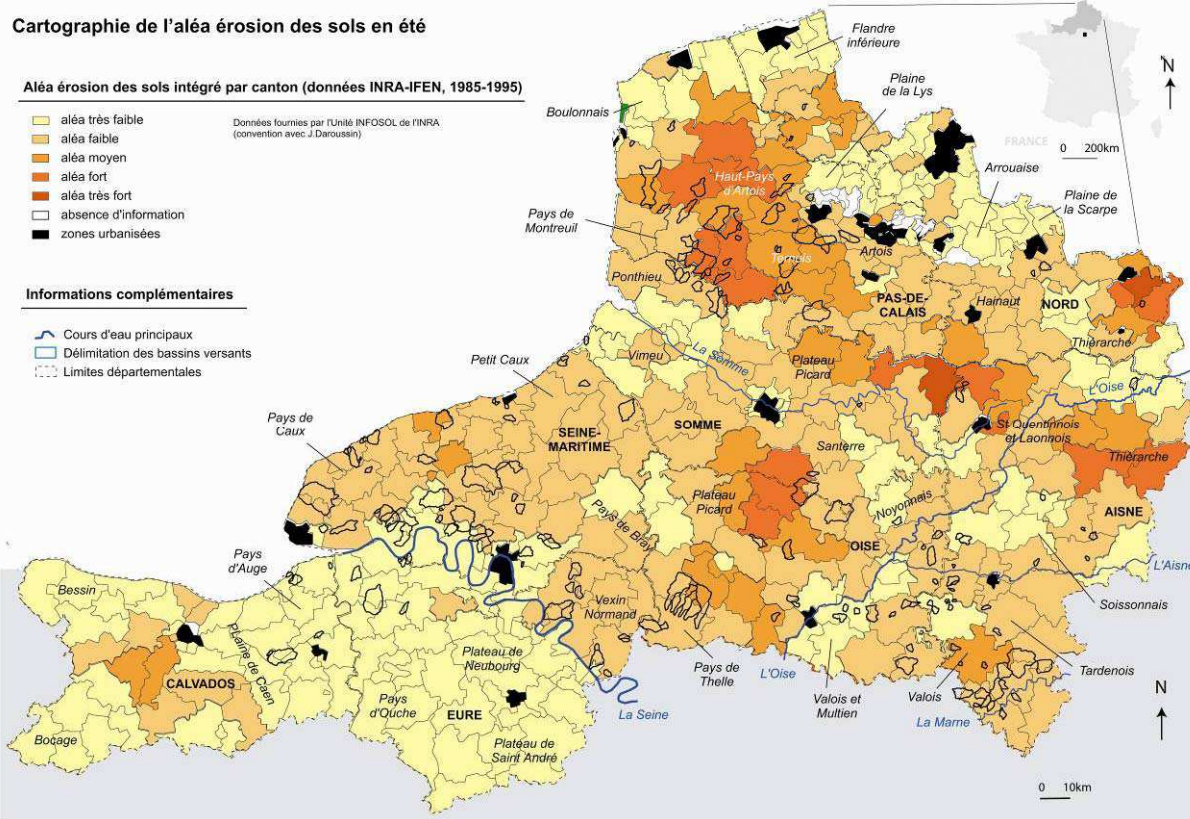 Cartographie de l'aléa érosion des sols en été
Aléa érosion des sols intégré par canton (données INRA-IFEN, 1985-1995)
aléa très faible
aléa faible
aléa moyen
aléa fort
aléa très fort
absence d'information
zones urbanisées
Données fournies par l'Unité INFOSOL de l'INRA
(convention avec J.Daroussin)
Informations complémentaires
Cours d'eau principaux
Délimitation des bassins versants
Limites départementales
FRANCE
0 200km
N
Flandre
inférieure
Plaine
de la Lys
Boulonnais
Arrouaise
Plaine de
la Scarpe
Haut-Pays
d'Artois
Pays de
Montreuil
Artois
Ternois
Ponthieu
PAS-DE-
CALAIS
Hainaut
NORD
Thièrarche
Petit Caux
Vimeu
La Somme
Plateau
Picard
L'Oise
Pays de
Caux
SEINE-
MARITIME
SOMME
Santerre
St Quentinnois
et Laonnois
Thièrarche
Plateau
Picard
Noyonnais
AISNE
Pays de Bray
OISE
Pays
d'Auge
L'Aisne
Bessin
Vexin
Normand
Soissonnais
PLaine de Caen
Plateau de
Neubourg
Pays de
Thelle
L'Oise
Tardenois
CALVADOS
Pays
d'Ouche
EURE
La Seine
Valois et
Multien
Valois
La Marne
N
Bocage
Plateau de
Saint André
0 10km